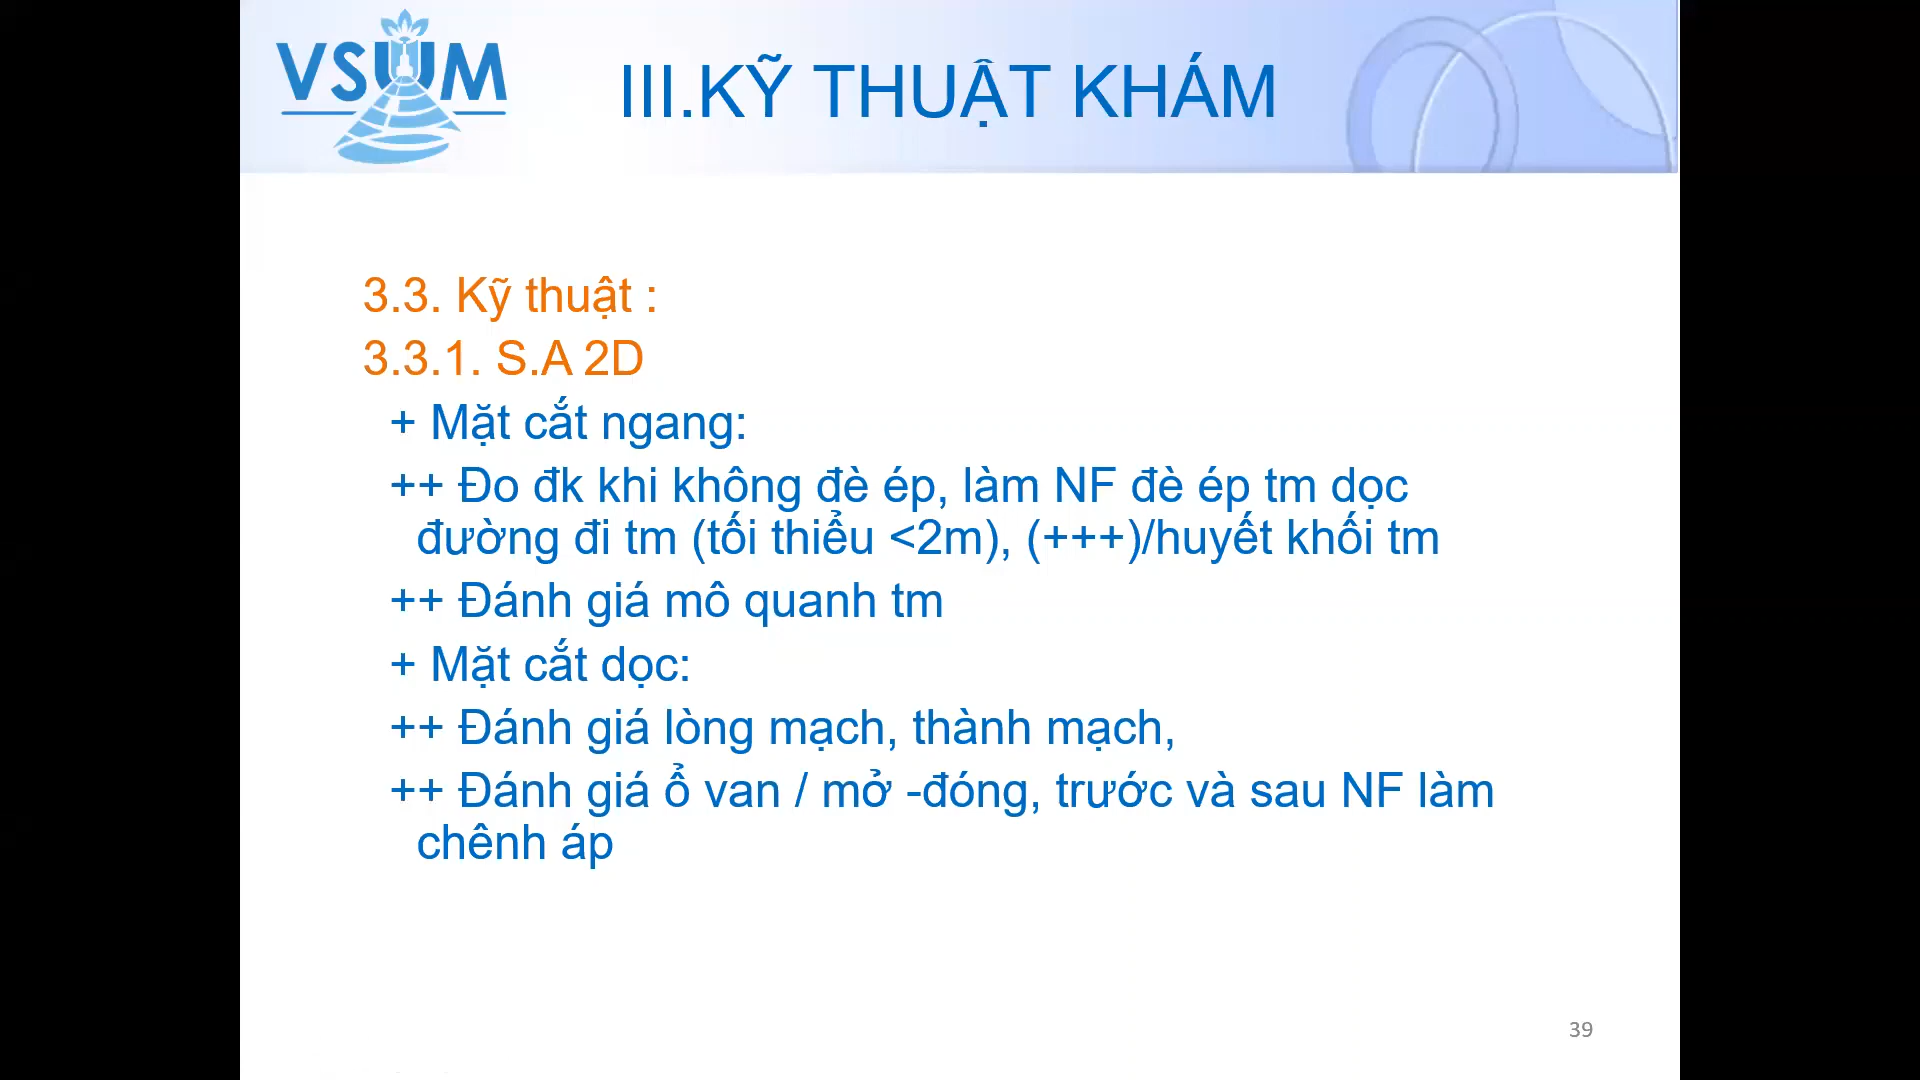 VSUM
III.KỸ THUẬT KHÁM
3.3. Kỹ thuật :
3.3.1. S.A 2D
+ Mặt cắt ngang:
++ Đo đk khi không đè ép, làm NF đè ép tm dọc
đường đi tm (tối thiểu <2m), (+++)/huyết khối tm
++ Đánh giá mô quanh tm
+ Mặt cắt dọc:
++ Đánh giá lòng mạch, thành mạch,
++ Đánh giá ổ van / mở -đóng, trước và sau NF làm
chênh áp
39